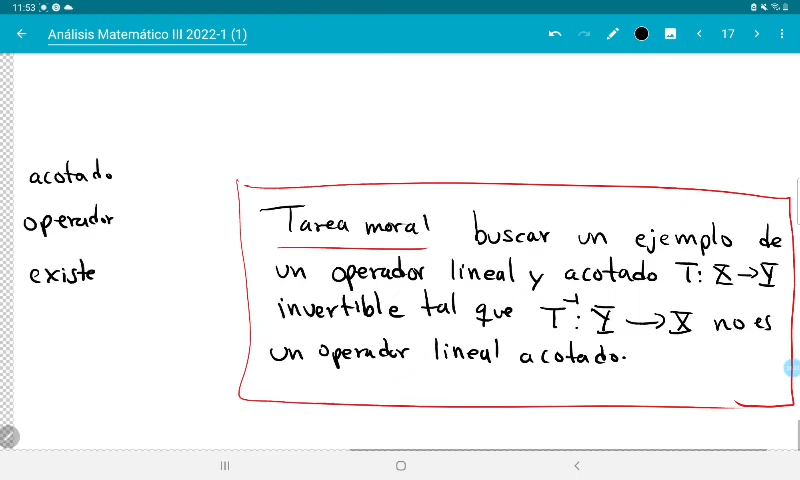 11:53
Análisis Matemático III 2022-1 (1)
17
acotado
operador
existe
Tarea moral buscar un ejemplo de
un operador lineal y acotado T: X → Y
invertible tal que T⁻¹: Y → X no es
un operador lineal acotado.